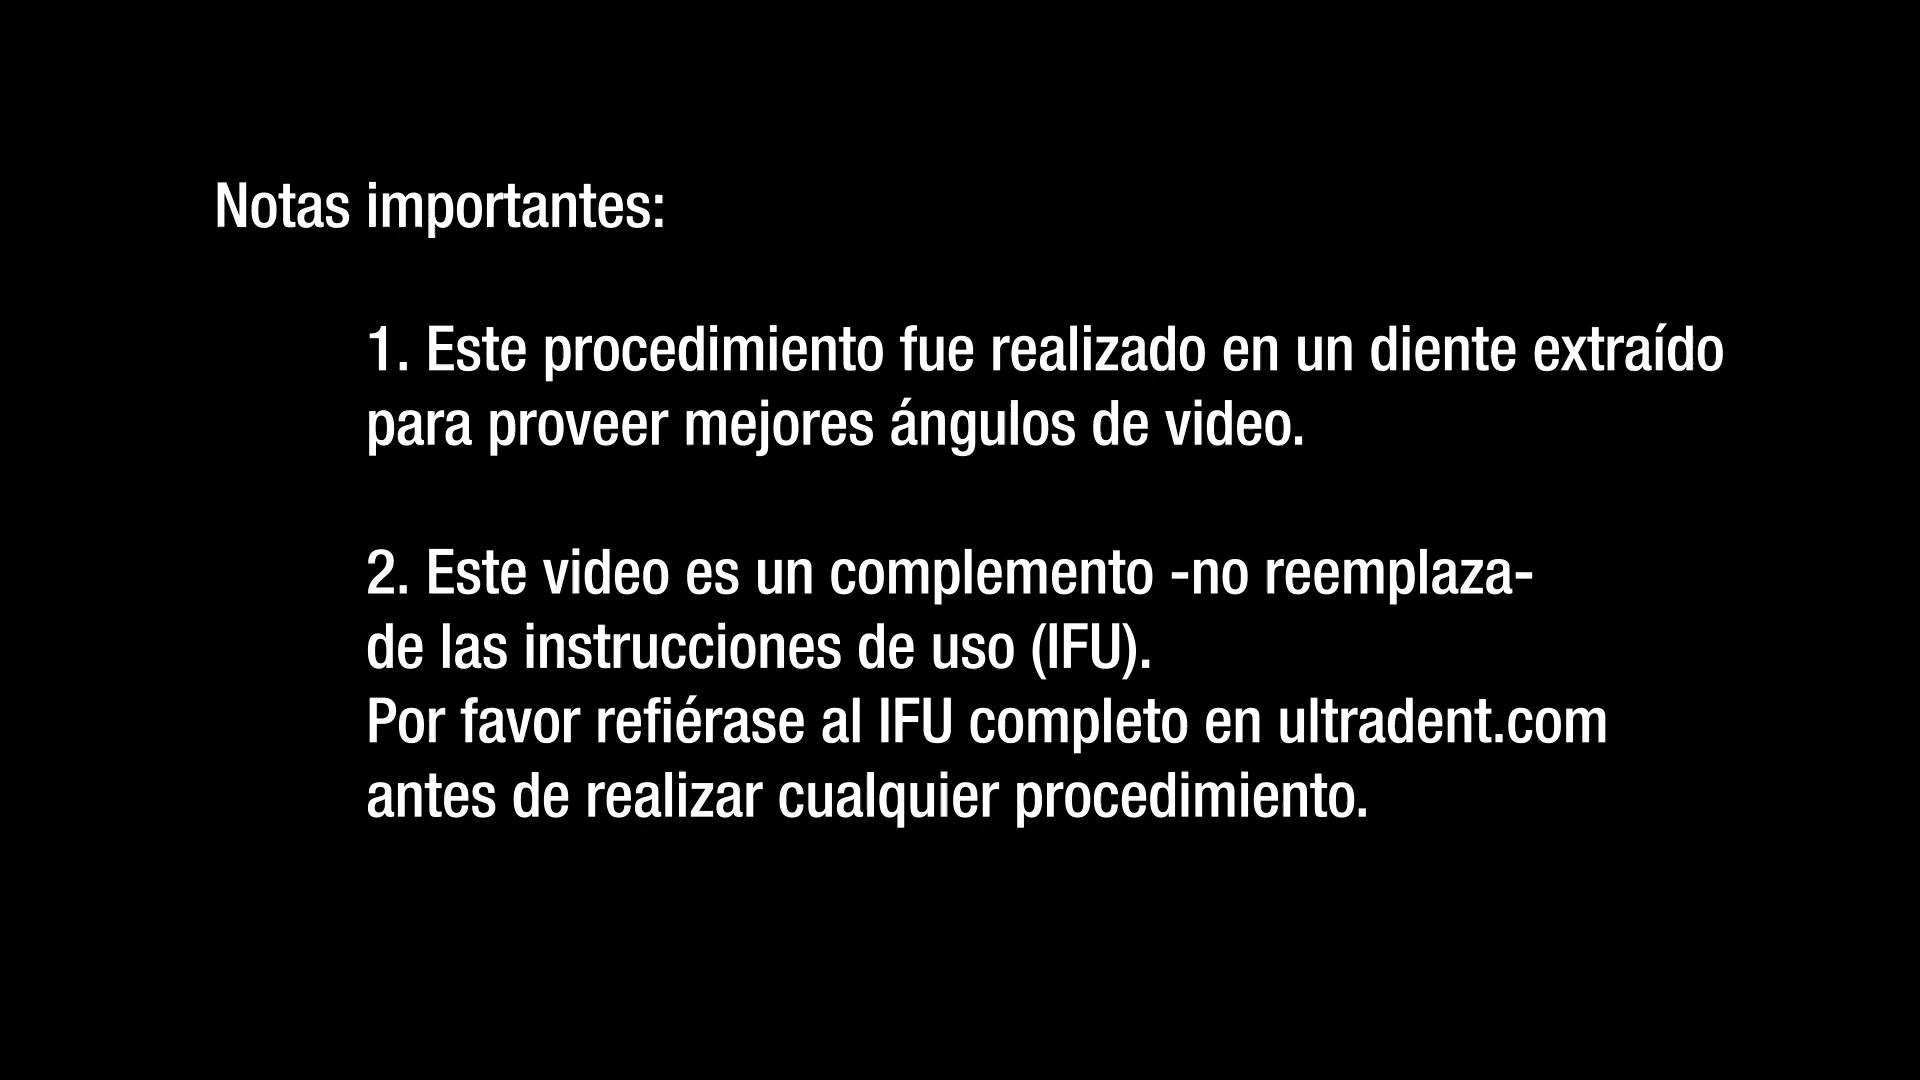 Notas importantes:
1. Este procedimiento fue realizado en un diente extraído
para proveer mejores ángulos de video.
2. Este video es un complemento -no reemplaza-
de las instrucciones de uso (IFU).
Por favor refiérase al IFU completo en ultradent.com
antes de realizar cualquier procedimiento.